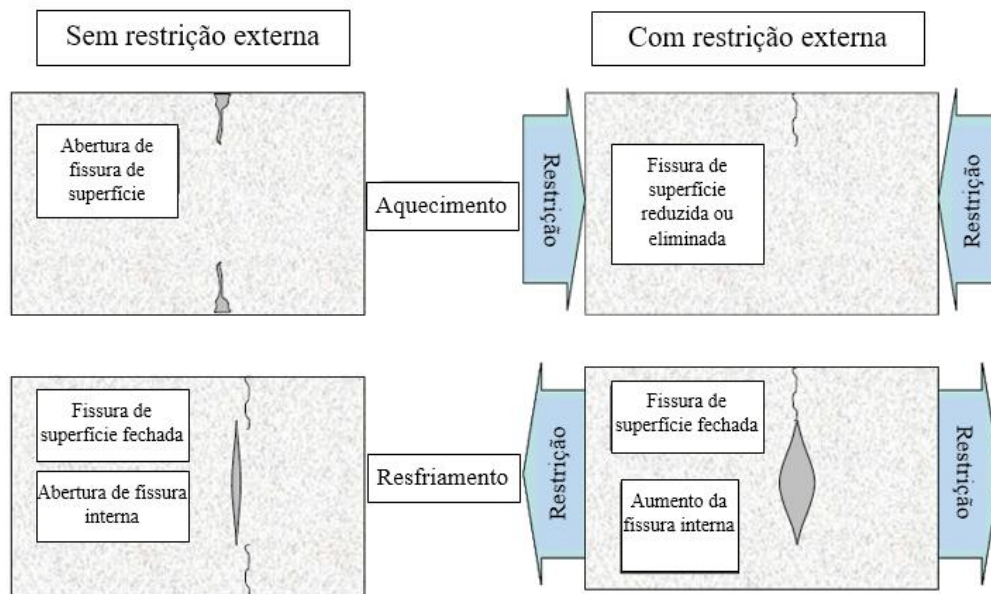 Sem restrição externa
Com restrição externa
Abertura de
fissura de
superfície
Aquecimento
Restrição
Fissura de
superfície
reduzida ou
eliminada
Restrição
Fissura de
superfície fechada
Abertura de fissura
interna
Resfriamento
Restrição
Fissura de
superfície fechada
Aumento da
fissura interna
Restrição